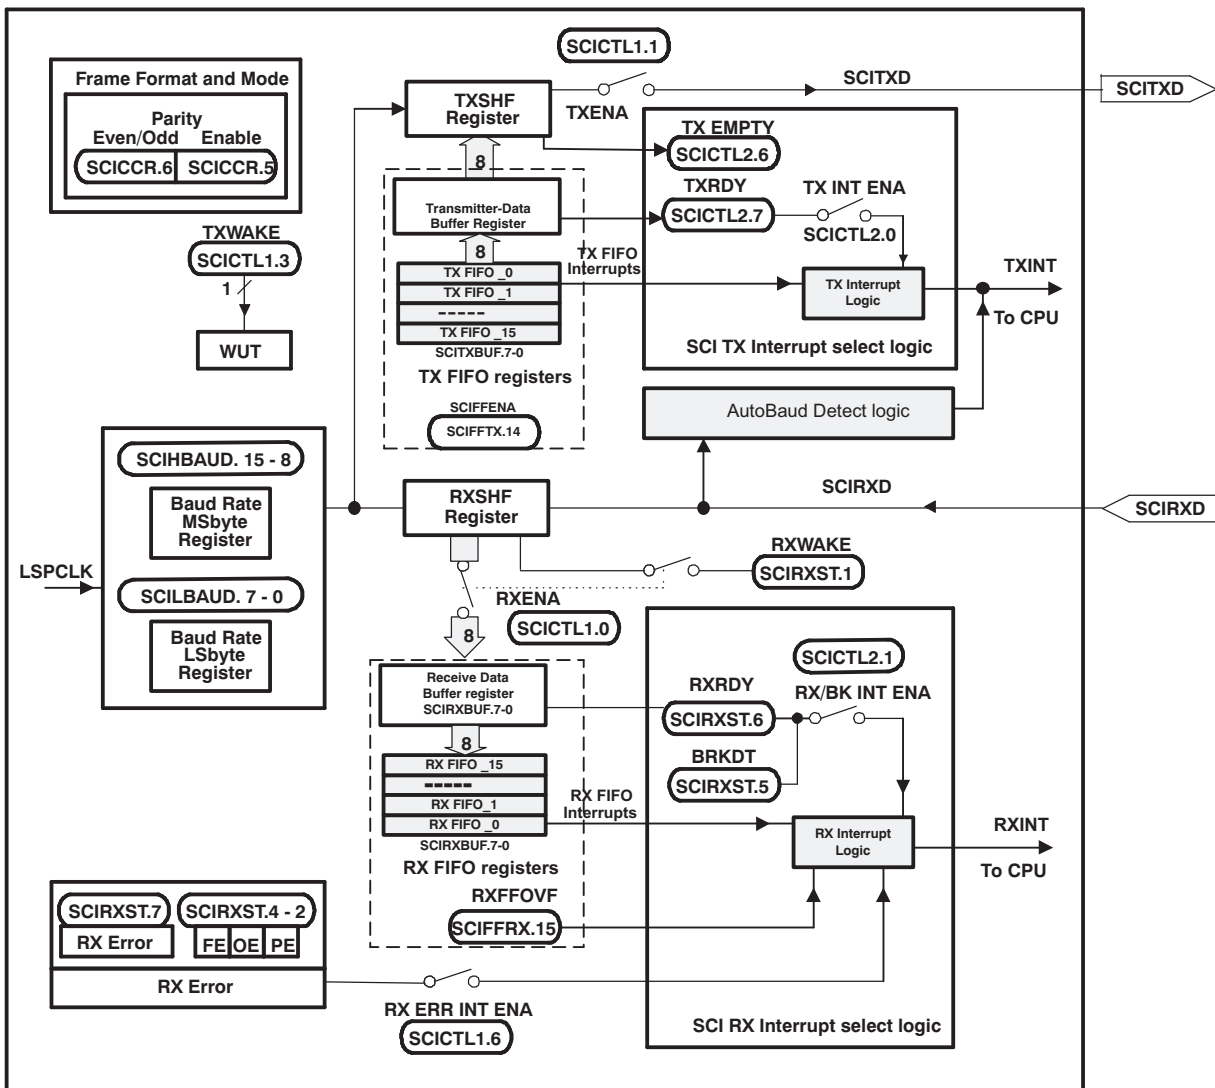 SCICTL1.1
Frame Format and Mode
Parity
Even/Odd Enable
SCICCR.6 SCICCR.5
TXSHF
Register
TXENA
SCITXD
SCITXD
8
TX EMPTY
SCICTL2.6
TXRDY
SCICTL2.7
TX INT ENA
SCICTL2.0
Transmitter-Data
Buffer Register
8
TXWAKE
SCICTL1.3
1
WUT
TX FIFO _0
TX FIFO _1
-----
TX FIFO _15
SCITXBUF.7-0
TX FIFO registers
SCIFFENA
SCIFFTX.14
TX FIFO
Interrupts
TX Interrupt
Logic
TXINT
To CPU
SCI TX Interrupt select logic
AutoBaud Detect logic
LSPCLK
SCIHBAUD. 15 - 8
Baud Rate
MSbyte
Register
SCILBAUD. 7 - 0
Baud Rate
LSbyte
Register
RXSHF
Register
SCIRXD
SCIRXD
RXWAKE
SCIRXST.1
RXENA
SCICTL1.0
8
Receive Data
Buffer register
SCIRXBUF.7-0
8
RX FIFO _15
-----
RX FIFO_1
RX FIFO _0
SCIRXBUF.7-0
RX FIFO registers
RXFFOVF
SCIFFRX.15
RX FIFO
Interrupts
SCICTL2.1
RXRDY
RX/BK INT ENA
SCIRXST.6
BRKDT
SCIRXST.5
RX Interrupt
Logic
RXINT
To CPU
SCI RX Interrupt select logic
SCIRXST.7 SCIRXST.4 - 2
RX Error FE OE PE
RX Error
RX ERR INT ENA
SCICTL1.6